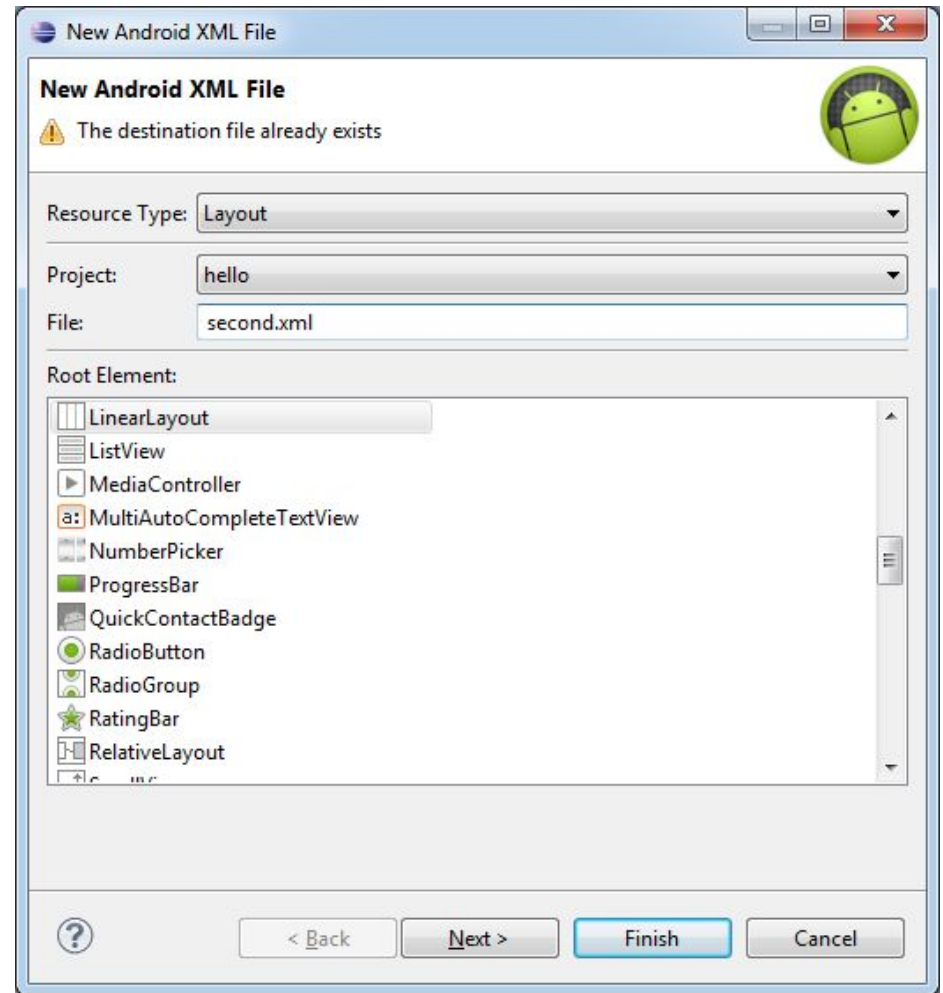 New Android XML File
New Android XML File
The destination file already exists
Resource Type: Layout
Project: hello
File: second.xml
Root Element:
LinearLayout
ListView
MediaController
a: MultiAutoCompleteTextView
NumberPicker
ProgressBar
QuickContactBadge
RadioButton
RadioGroup
RatingBar
RelativeLayout
< Back Next > Finish Cancel